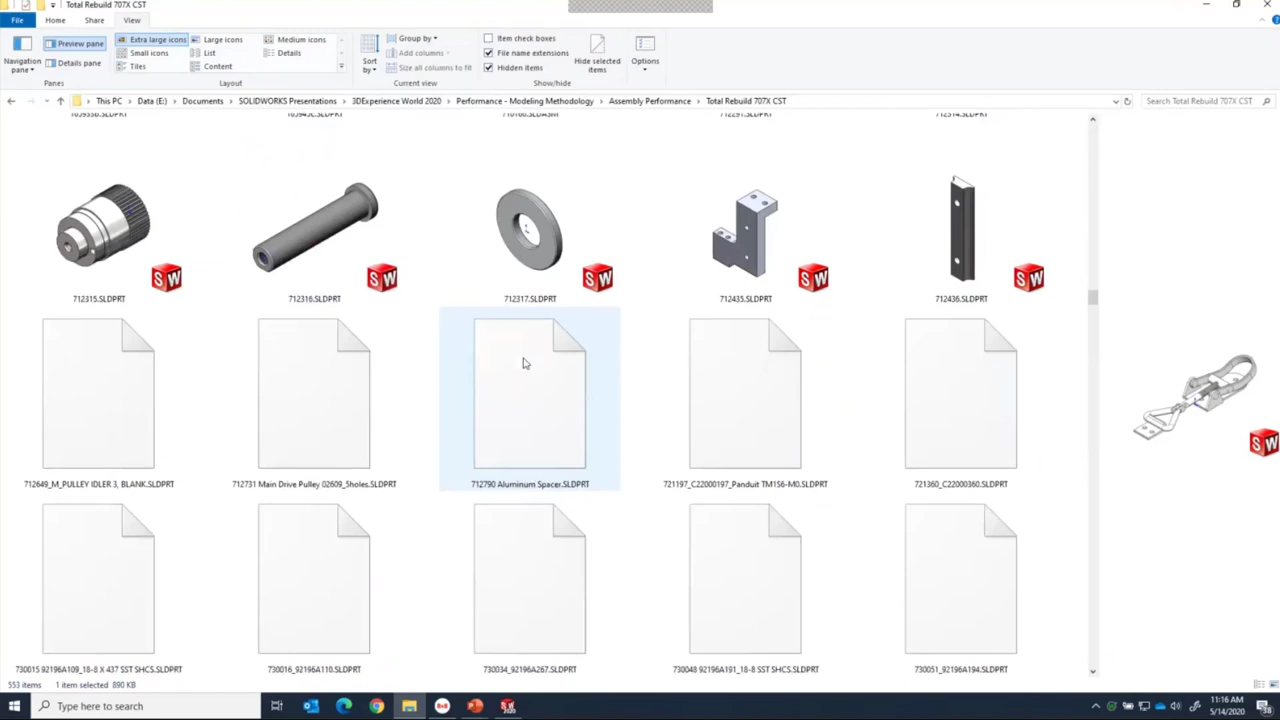 Total Rebuild 707X CST
File Home Share View
Navigation pane
Preview pane
Details pane
Panes
Extra large icons Large icons Medium icons
Small icons List Details
Tiles Content
Layout
Sort by
Group by
Add columns
Size all columns to fit
Current view
Item check boxes
File name extensions
Hidden items
Hide selected items
Show/hide
Options
This PC Data (E:) Documents SOLIDWORKS Presentations 3DExperience World 2020 Performance - Modeling Methodology Assembly Performance Total Rebuild 707X CST
Search Total Rebuild 707X CST
712315.SLDPRT 712316.SLDPRT 712317.SLDPRT 712435.SLDPRT 712436.SLDPRT
SW SW SW SW SW
712649_M_PULLEY IDLER 3, BLANK.SLDPRT 712731 Main Drive Pulley 02609_5holes.SLDPRT 712790 Aluminum Spacer.SLDPRT 721197_C22000197_Panduit TM156-M0.SLDPRT 721360_C22000360.SLDPRT
SW
730015 92196A109_18-8 X 437 SST SHCS.SLDPRT 730016_92196A110.SLDPRT 730034_92196A267.SLDPRT 730048 92196A191_18-8 SST SHCS.SLDPRT 730051_92196A194.SLDPRT
553 items 1 item selected 890 KB
Type here to search
11:16 AM
5/14/2020